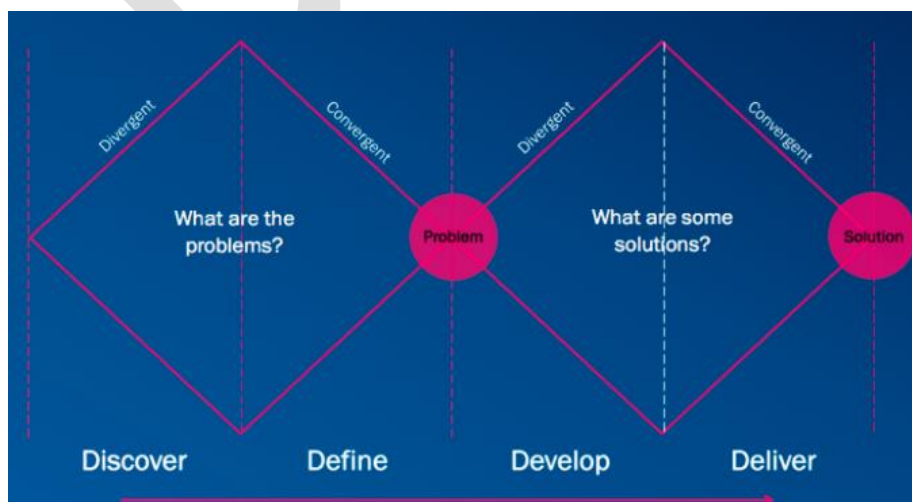 Divergent
Convergent
Divergent
Convergent
What are the
problems?
Problem
What are some
solutions?
Solution
Discover
Define
Develop
Deliver